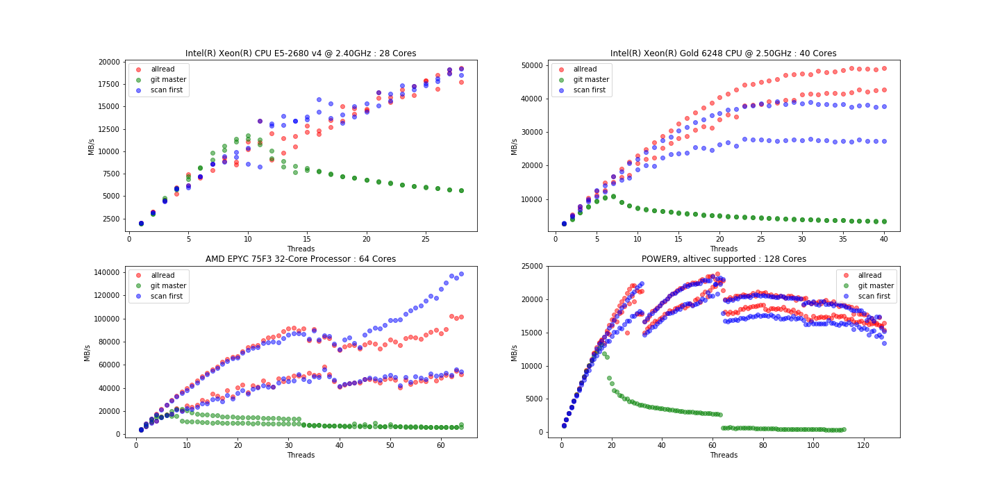 Intel(R) Xeon(R) CPU E5-2680 v4 @ 2.40GHz : 28 Cores
20000
17500
15000
12500
10000
7500
5000
2500
MB/s
allread
git master
scan first
0 5 10 15 20 25
Threads
Intel(R) Xeon(R) Gold 6248 CPU @ 2.50GHz : 40 Cores
50000
40000
30000
20000
10000
MB/s
allread
git master
scan first
0 5 10 15 20 25 30 35 40
Threads
AMD EPYC 75F3 32-Core Processor : 64 Cores
140000
120000
100000
80000
60000
40000
20000
0
MB/s
allread
git master
scan first
0 10 20 30 40 50 60
Threads
POWER9, altivec supported : 128 Cores
25000
20000
15000
10000
5000
0
MB/s
allread
git master
scan first
0 20 40 60 80 100 120
Threads